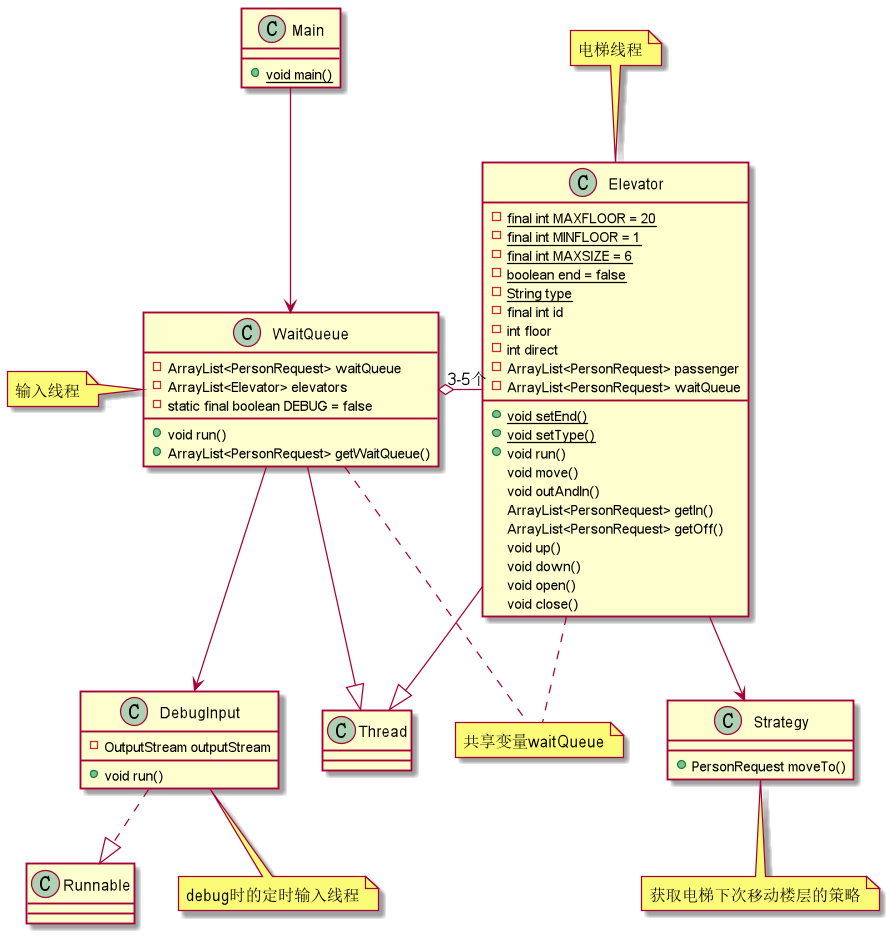 C Main
void main()
电梯线程
C Elevator
final int MAXFLOOR = 20
final int MINFLOOR = 1
final int MAXSIZE = 6
boolean end = false
String type
final int id
int floor
int direct
ArrayList<PersonRequest> passenger
ArrayList<PersonRequest> waitQueue
void setEnd()
void setType()
void run()
void move()
void outAndIn()
ArrayList<PersonRequest> getIn()
ArrayList<PersonRequest> getOff()
void up()
void down()
void open()
void close()
C WaitQueue
ArrayList<PersonRequest> waitQueue
ArrayList<Elevator> elevators
static final boolean DEBUG = false
void run()
ArrayList<PersonRequest> getWaitQueue()
输入线程
3-5个
C DebugInput
OutputStream outputStream
void run()
C Thread
共享变量waitQueue
C Strategy
PersonRequest moveTo()
C Runnable
debug时的定时输入线程
获取电梯下次移动楼层的策略